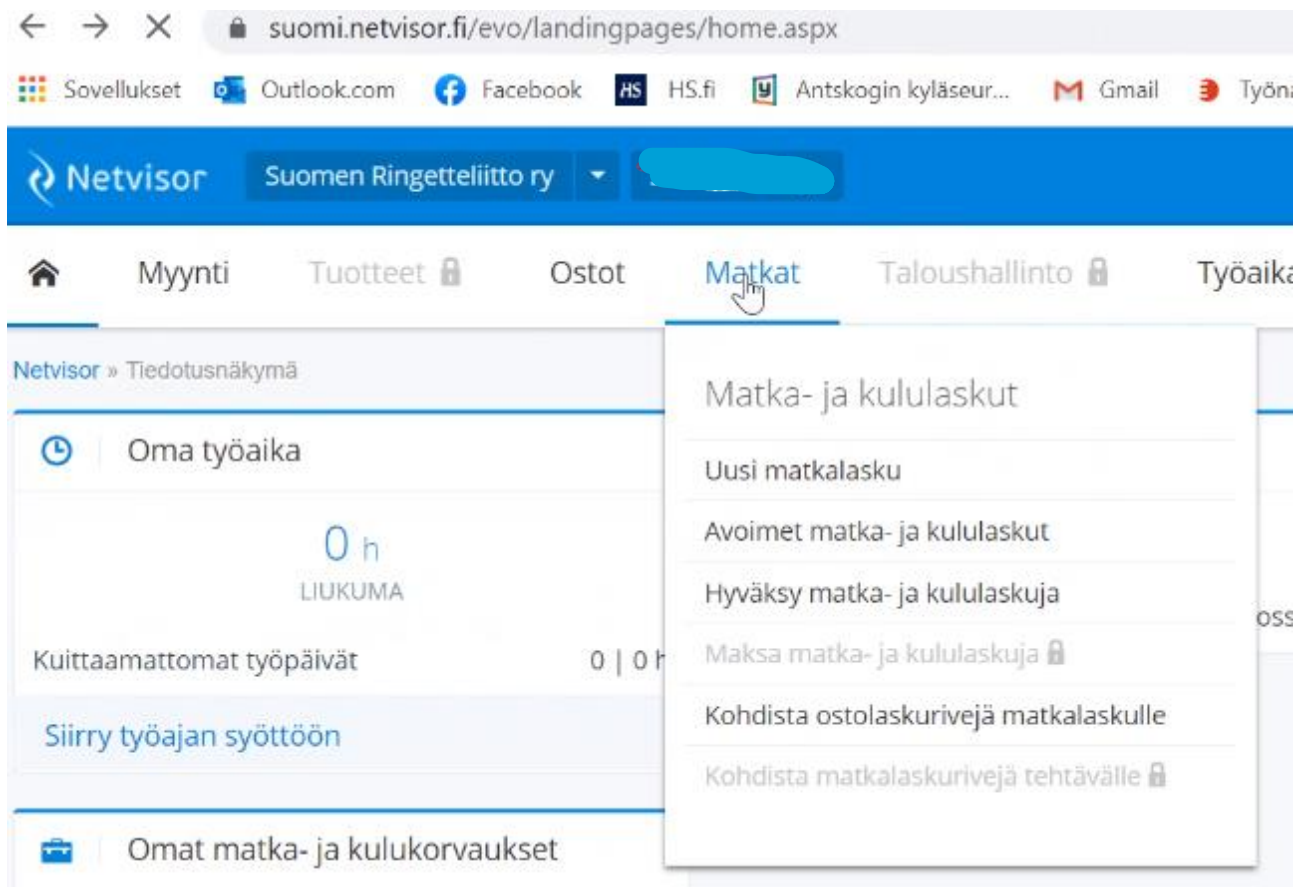 suomi.netvisor.fi/evo/landingpages/home.aspx
Sovellukset Outlook.com Facebook HS HS.fi Antskogin kyläseur... Gmail Työna
Netvisor Suomen Ringetteliitto ry
Myynti Tuotteet Ostot Matkat Taloushallinto Työaika
Netvisor » Tiedotusnäkymä
Matka- ja kululaskut
Oma työaika
Uusi matkalasku
Avoimet matka- ja kululaskut
0 h
LIUKUMA
Hyväksy matka- ja kululaskuja
oss
Kuittaamattomat työpäivät 0 | 0 h
Maksa matka- ja kululaskuja
Kohdista ostolaskurivejä matkalaskulle
Siirry työajan syöttöön
Kohdista matkalaskurivejä tehtävälle
Omat matka- ja kulukorvaukset